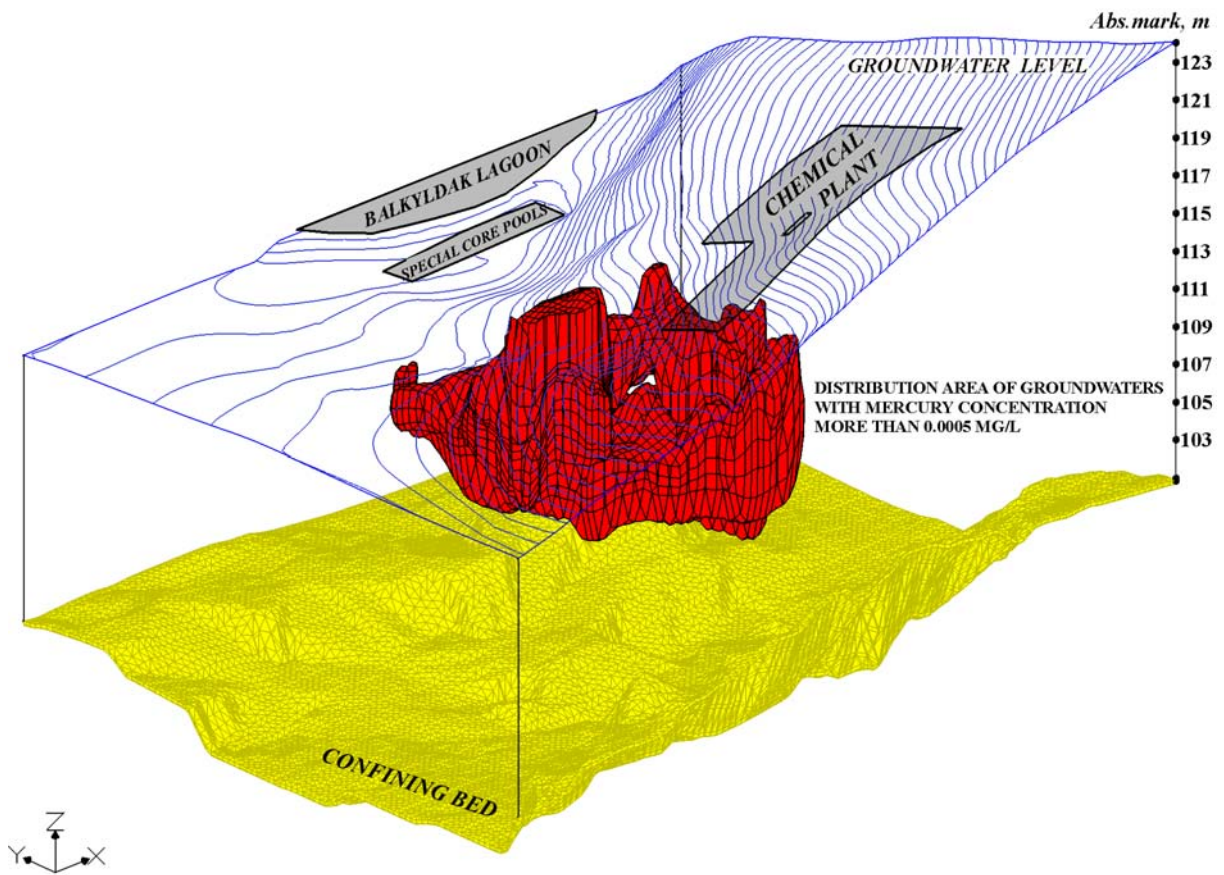 Abs.mark, m
GROUNDWATER LEVEL
123
121
119
117
115
113
111
109
107
105
103
BALKYLDAK LAGOON
SPECIAL CORE POOLS
CHEMICAL
PLANT
DISTRIBUTION AREA OF GROUNDWATERS
WITH MERCURY CONCENTRATION
MORE THAN 0.0005 MG/L
CONFINING BED
Z
Y
X